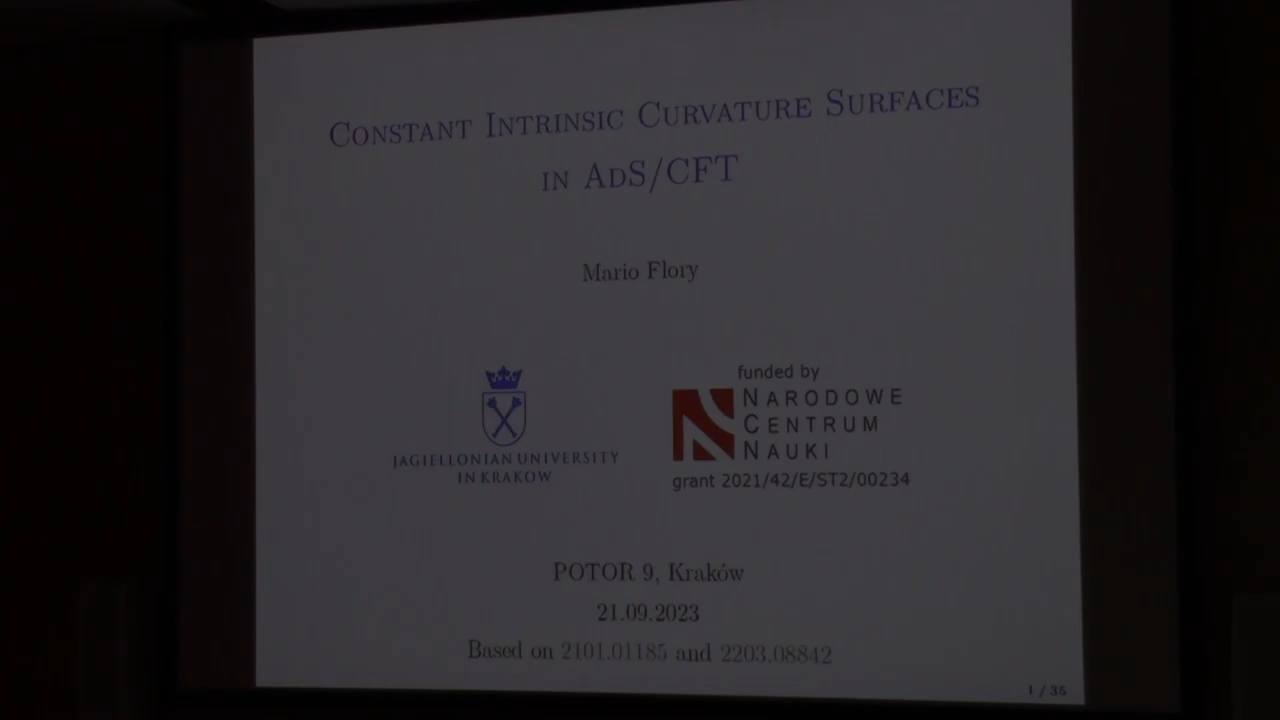 CONSTANT INTRINSIC CURVATURE SURFACES
IN ADS/CFT
Mario Flory
JAGIELLONIAN UNIVERSITY
IN KRAKOW
funded by
NARODOWE
CENTRUM
NAUKI
grant 2021/42/E/ST2/00234
POTOR 9, Kraków
21.09.2023
Based on 2101.01185 and 2203.08842
1 / 35